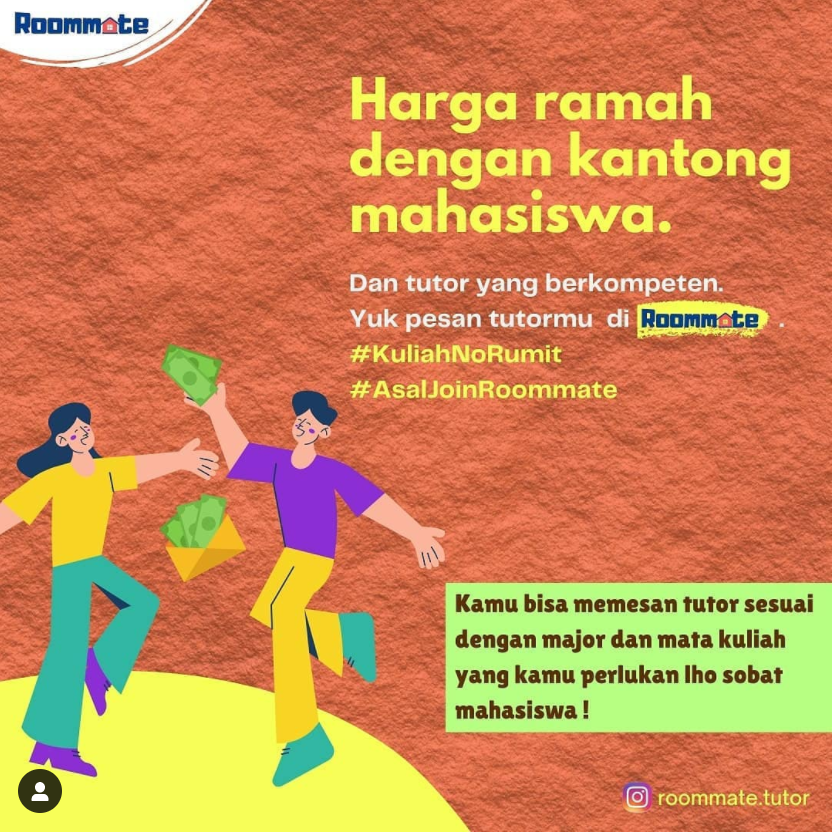 Roommate
Harga ramah
dengan kantong
mahasiswa.
Dan tutor yang berkompeten.
Yuk pesan tutormu di Roommate .
#KuliahNoRumit
#AsalJoinRoommate
Kamu bisa memesan tutor sesuai
dengan major dan mata kuliah
yang kamu perlukan lho sobat
mahasiswa !
roommate.tutor